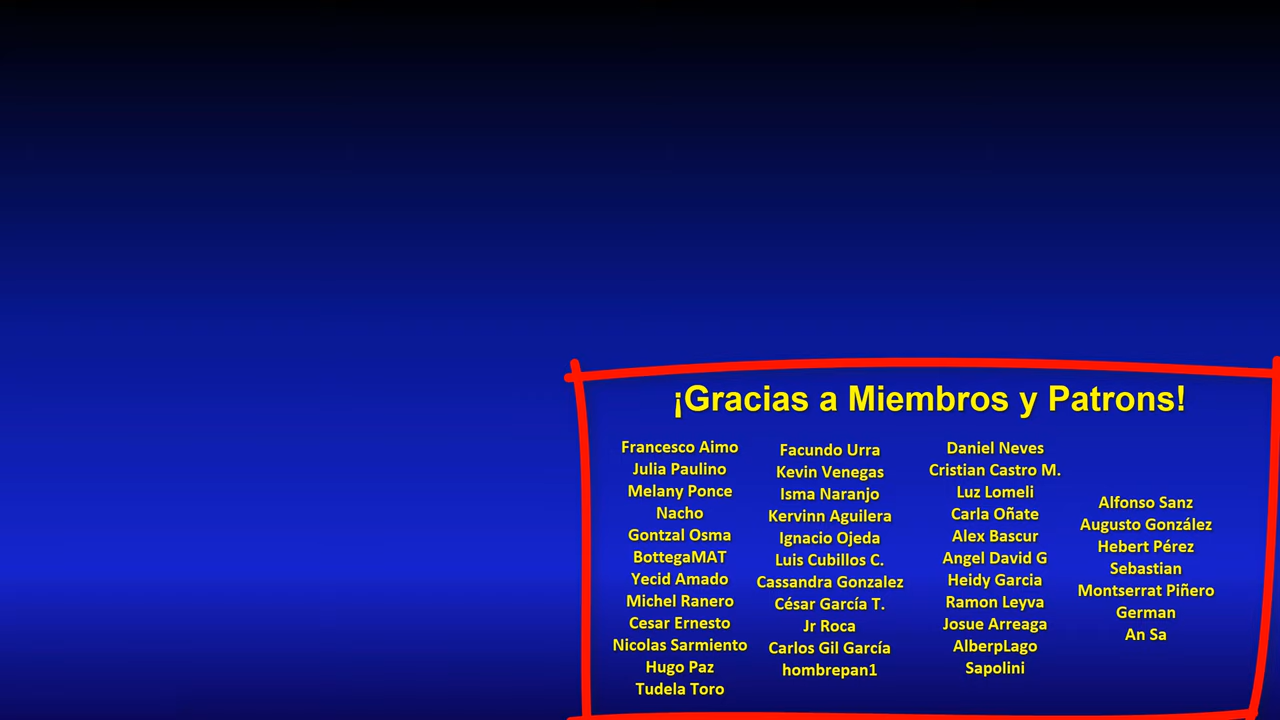 ¡Gracias a Miembros y Patrons!
Francesco Aimo
Julia Paulino
Melany Ponce
Nacho
Gontzal Osma
BottegaMAT
Yecid Amado
Michel Ranero
Cesar Ernesto
Nicolas Sarmiento
Hugo Paz
Tudela Toro
Facundo Urra
Kevin Venegas
Isma Naranjo
Kervinn Aguilera
Ignacio Ojeda
Luis Cubillos C.
Cassandra Gonzalez
César García T.
Jr Roca
Carlos Gil García
hombrepan1
Daniel Neves
Cristian Castro M.
Luz Lomeli
Carla Oñate
Alex Bascur
Angel David G
Heidy Garcia
Ramon Leyva
Josue Arreaga
AlberpLago
Sapolini
Alfonso Sanz
Augusto González
Hebert Pérez
Sebastian
Montserrat Piñero
German
An Sa